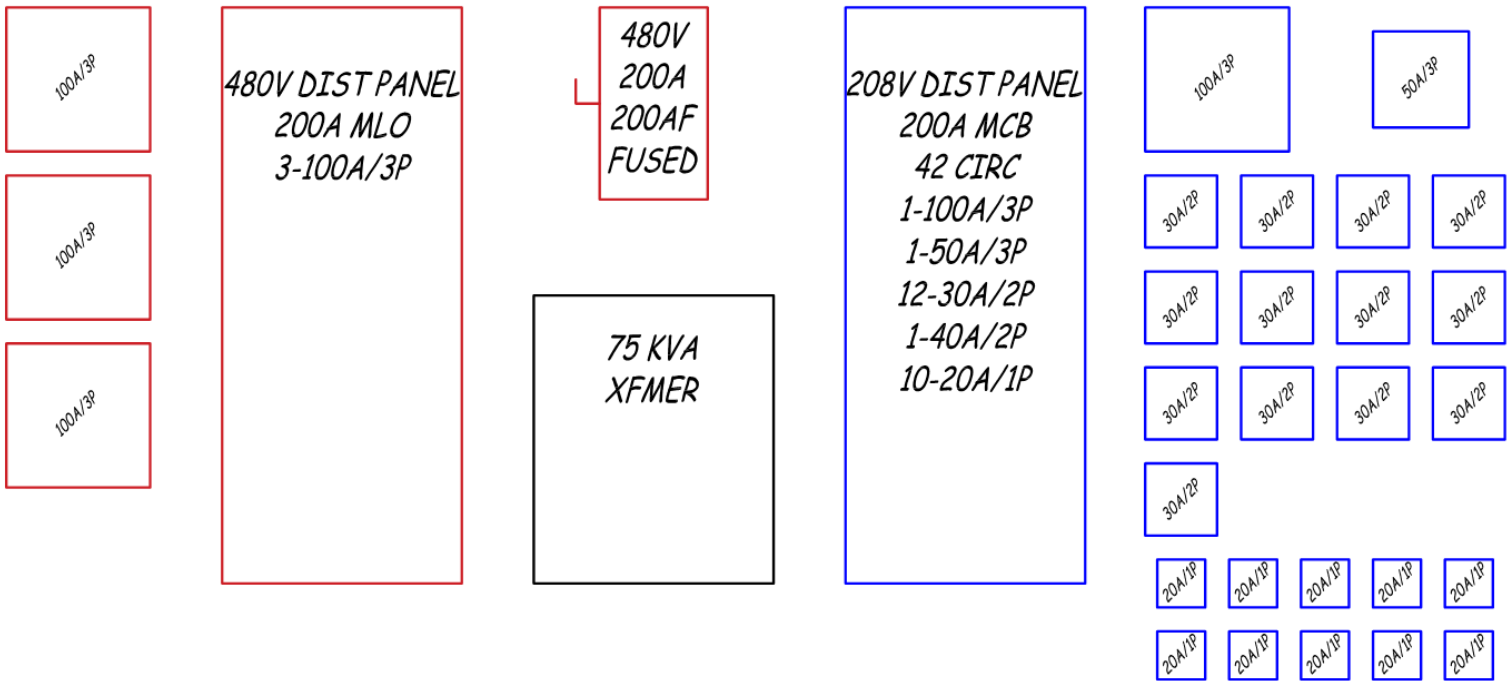 100A/3P
100A/3P
100A/3P
480V DIST PANEL
200A MLO
3-100A/3P
480V
200A
200AF
FUSED
75 KVA
XFMER
208V DIST PANEL
200A MCB
42 CIRC
1-100A/3P
1-50A/3P
12-30A/2P
1-40A/2P
10-20A/1P
100A/3P
50A/3P
30A/2P
30A/2P
30A/2P
30A/2P
30A/2P
30A/2P
30A/2P
30A/2P
30A/2P
30A/2P
30A/2P
30A/2P
30A/2P
20A/1P
20A/1P
20A/1P
20A/1P
20A/1P
20A/1P
20A/1P
20A/1P
20A/1P
20A/1P